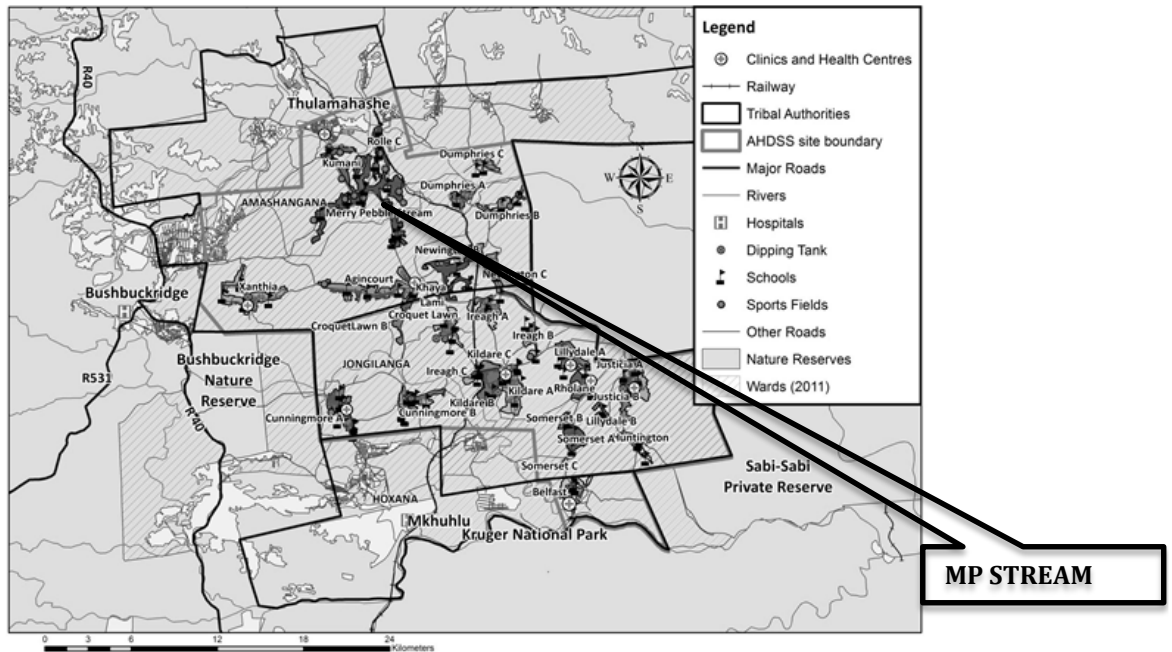 Legend
Clinics and Health Centres
Railway
Tribal Authorities
AHDSS site boundary
Major Roads
Rivers
Hospitals
Dipping Tank
Schools
Sports Fields
Other Roads
Nature Reserves
Wards (2011)
N
W E
S
R40
Thulamahashe
Rolle C
Kumani
Dumphries C
Dumphries A
AMASHANGANA
Merry Pebble Stream
Dumphries B
Xanthia
Agincourt
Khaya
Lami
Bushbuckridge
CroquetLawn B
Croquet Lawn
Ireagh A
Ireagh B
Bushbuckridge
Nature
Reserve
JONGILANGA
Kildare C
Lillydale A
Justicia A
R531
Ireagh C
Kildare A
Rholane
Justicia B
R40
Cunningmore A
Cunningmore B
Kildare B
Somerset B
Lillydale B
Somerset A
Huntington
Somerset C
Sabi-Sabi
Private Reserve
Belfast
HOXANA
Mkhuhlu
Kruger National Park
MP STREAM
0 3 6 12 18 24
Kilometers